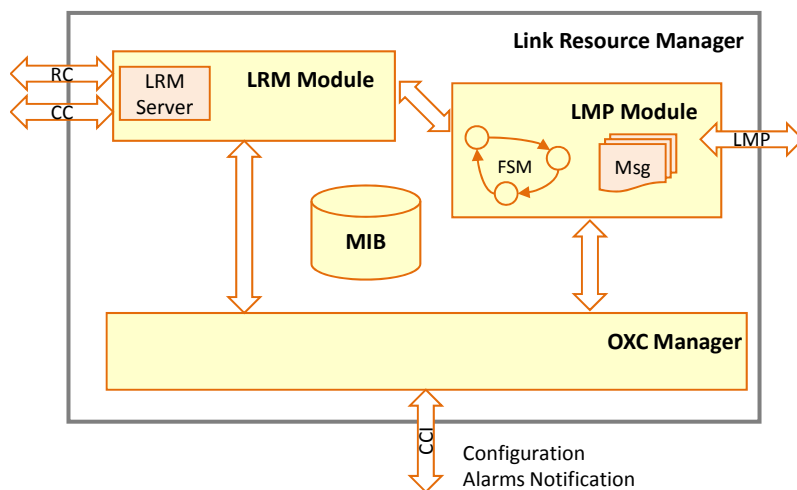 Link Resource Manager
RC
CC
LRM
Server
LRM Module
LMP Module
FSM
Msg
LMP
MIB
OXC Manager
CCI
Configuration
Alarms Notification